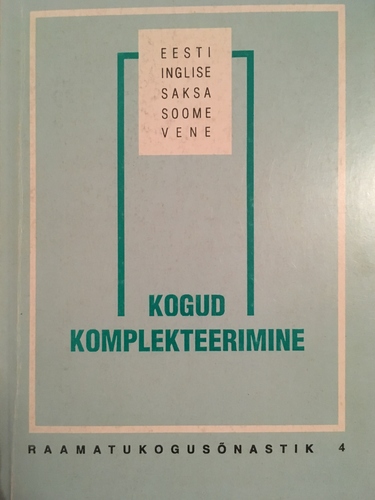 EESTI
INGLISE
SAKSA
SOOME
VENE
KOGUD
KOMPLEKTEERIMINE
RAAMATUKOGUSÕNASTIK 4